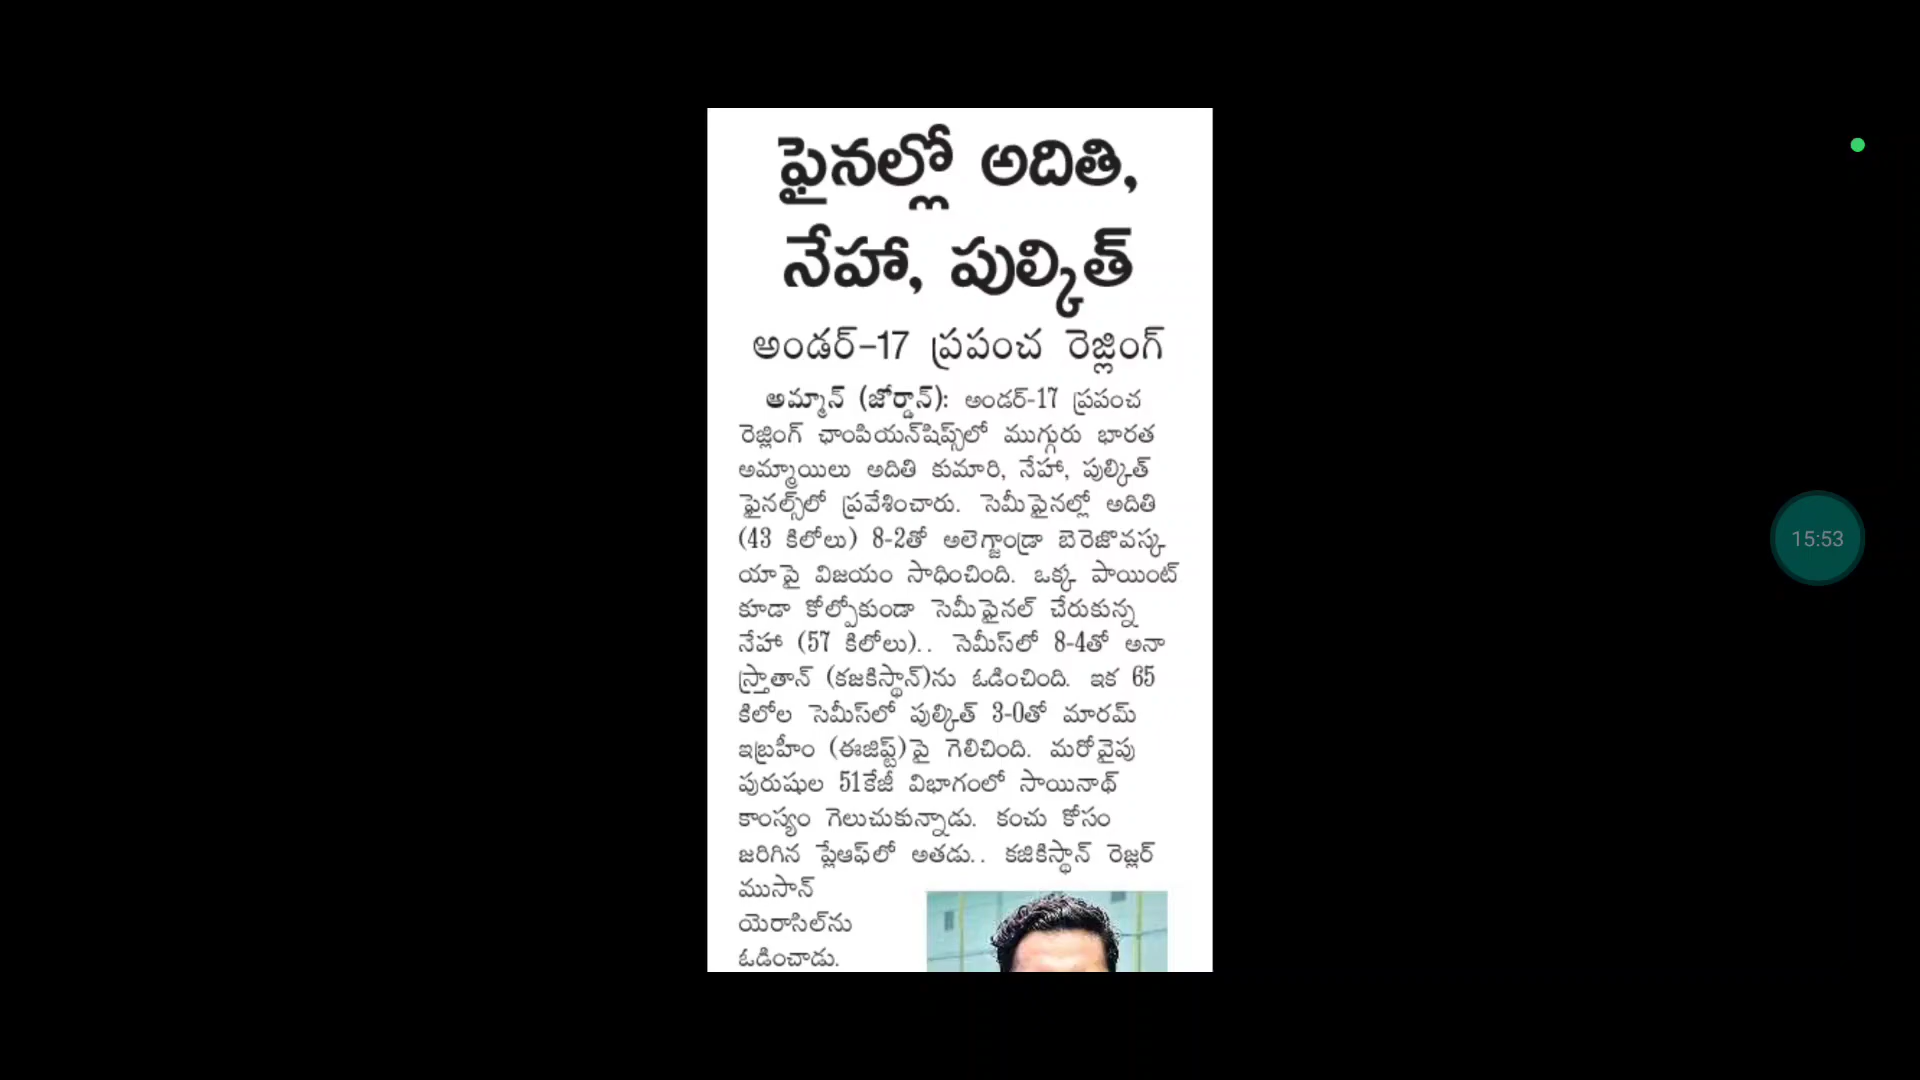 ఫైనల్లో అదితి,
నేహా, పుల్కిత్
అండర్-17 ప్రపంచ రెజ్లింగ్
అమ్మాన్ (జోర్డాన్): అండర్-17 ప్రపంచ
రెజ్లింగ్ ఛాంపియన్‌షిప్స్‌లో ముగ్గురు భారత
అమ్మాయిలు అదితి కుమారి, నేహా, పుల్కిత్
ఫైనల్స్‌లో ప్రవేశించారు. సెమీఫైనల్లో అదితి
(43 కిలోలు) 8-2తో అలెగ్జాండ్రా బెరెజొవస్క
యాపై విజయం సాధించింది. ఒక్క పాయింట్
కూడా కోల్పోకుండా సెమీఫైనల్ చేరుకున్న
నేహా (57 కిలోలు).. సెమీస్‌లో 8-4తో అనా
స్త్రాతాన్ (కజకిస్థాన్)ను ఓడించింది. ఇక 65
కిలోల సెమీస్‌లో పుల్కిత్ 3-0తో మారమ్
ఇబ్రహీం (ఈజిప్ట్)పై గెలిచింది. మరోవైపు
పురుషుల 51కేజీ విభాగంలో సాయినాథ్
కాంస్యం గెలుచుకున్నాడు. కంచు కోసం
జరిగిన ప్లేఆఫ్‌లో అతడు.. కజికిస్థాన్ రెజ్లర్
ముసాన్
యెరాసిల్‌ను
ఓడించాడు.
15:53